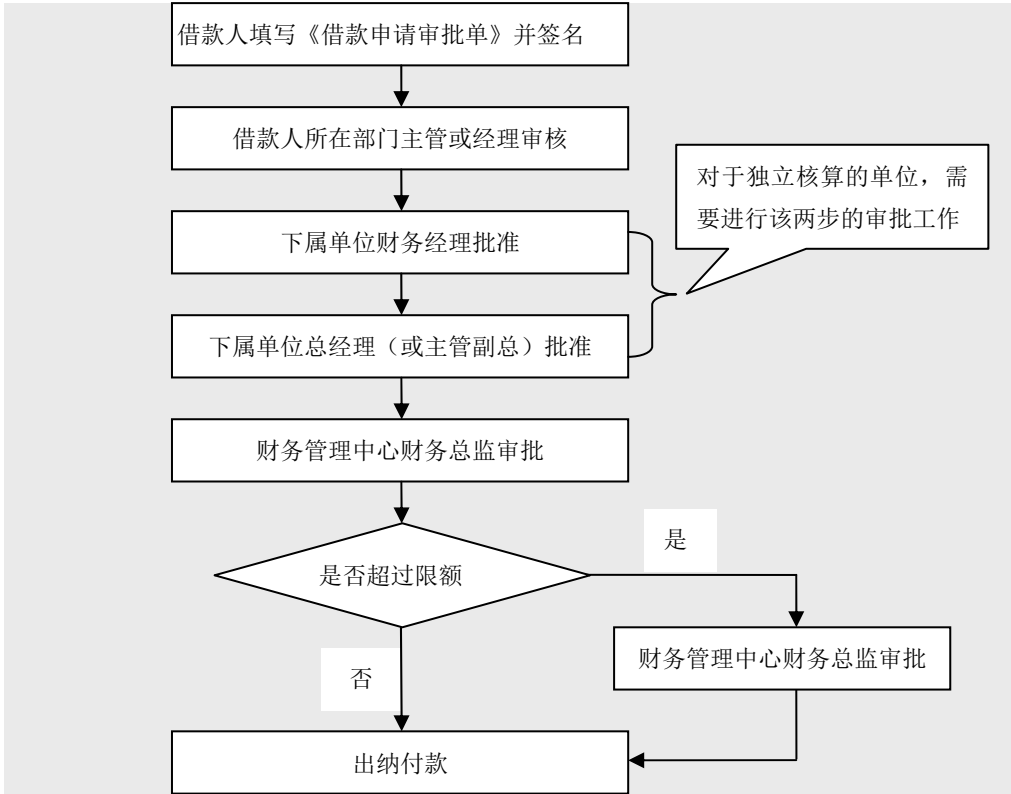 借款人填写《借款申请审批单》并签名
借款人所在部门主管或经理审核
对于独立核算的单位，需
要进行该两步的审批工作
下属单位财务经理批准
下属单位总经理（或主管副总）批准
财务管理中心财务总监审批
是
是否超过限额
财务管理中心财务总监审批
否
出纳付款